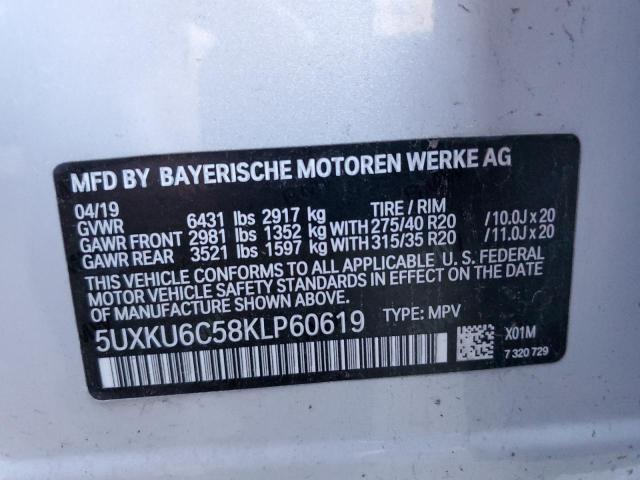 MFD BY BAYERISCHE MOTOREN WERKE AG
04/19 TIRE / RIM
GVWR 6431 lbs 2917 kg
GAWR FRONT 2981 lbs 1352 kg WITH 275/40 R20 /10.0J x 20
GAWR REAR 3521 lbs 1597 kg WITH 315/35 R20 /11.0J x 20
THIS VEHICLE CONFORMS TO ALL APPLICABLE U. S. FEDERAL
MOTOR VEHICLE SAFETY STANDARDS IN EFFECT ON THE DATE
OF MANUFACTURE SHOWN ABOVE.
5UXKU6C58KLP60619 TYPE: MPV
X01M
7 320 729